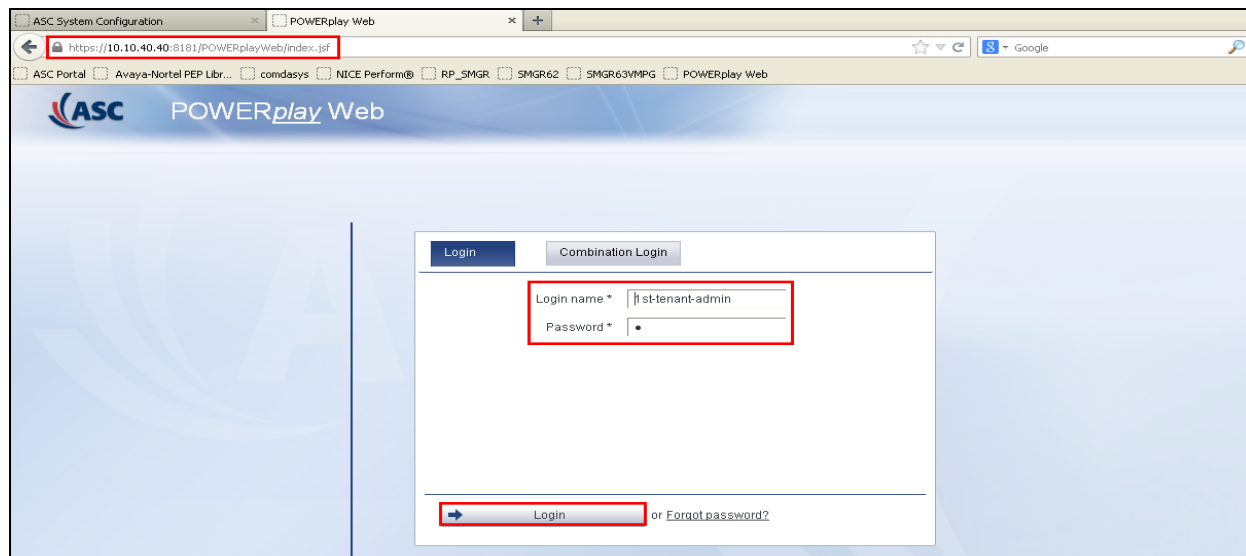 ASC System Configuration
POWERplay Web
https://10.10.40.40:8181/POWERplayWeb/index.jsf
Google
ASC Portal Avaya-Nortel PEP Libr... comdasys NICE Perform® RP_SMGR SMGR62 SMGR63VMPG POWERplay Web
ASC POWERplay Web
Login Combination Login
Login name * 1st-tenant-admin
Password * •
Login or Forgot password?